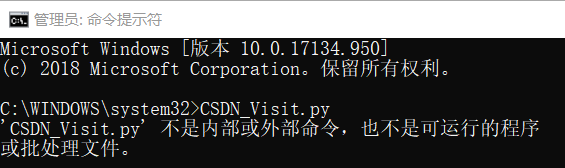 管理员: 命令提示符
Microsoft Windows [版本 10.0.17134.950]
(c) 2018 Microsoft Corporation。保留所有权利。
C:\WINDOWS\system32>CSDN_Visit.py
'CSDN_Visit.py' 不是内部或外部命令，也不是可运行的程序
或批处理文件。